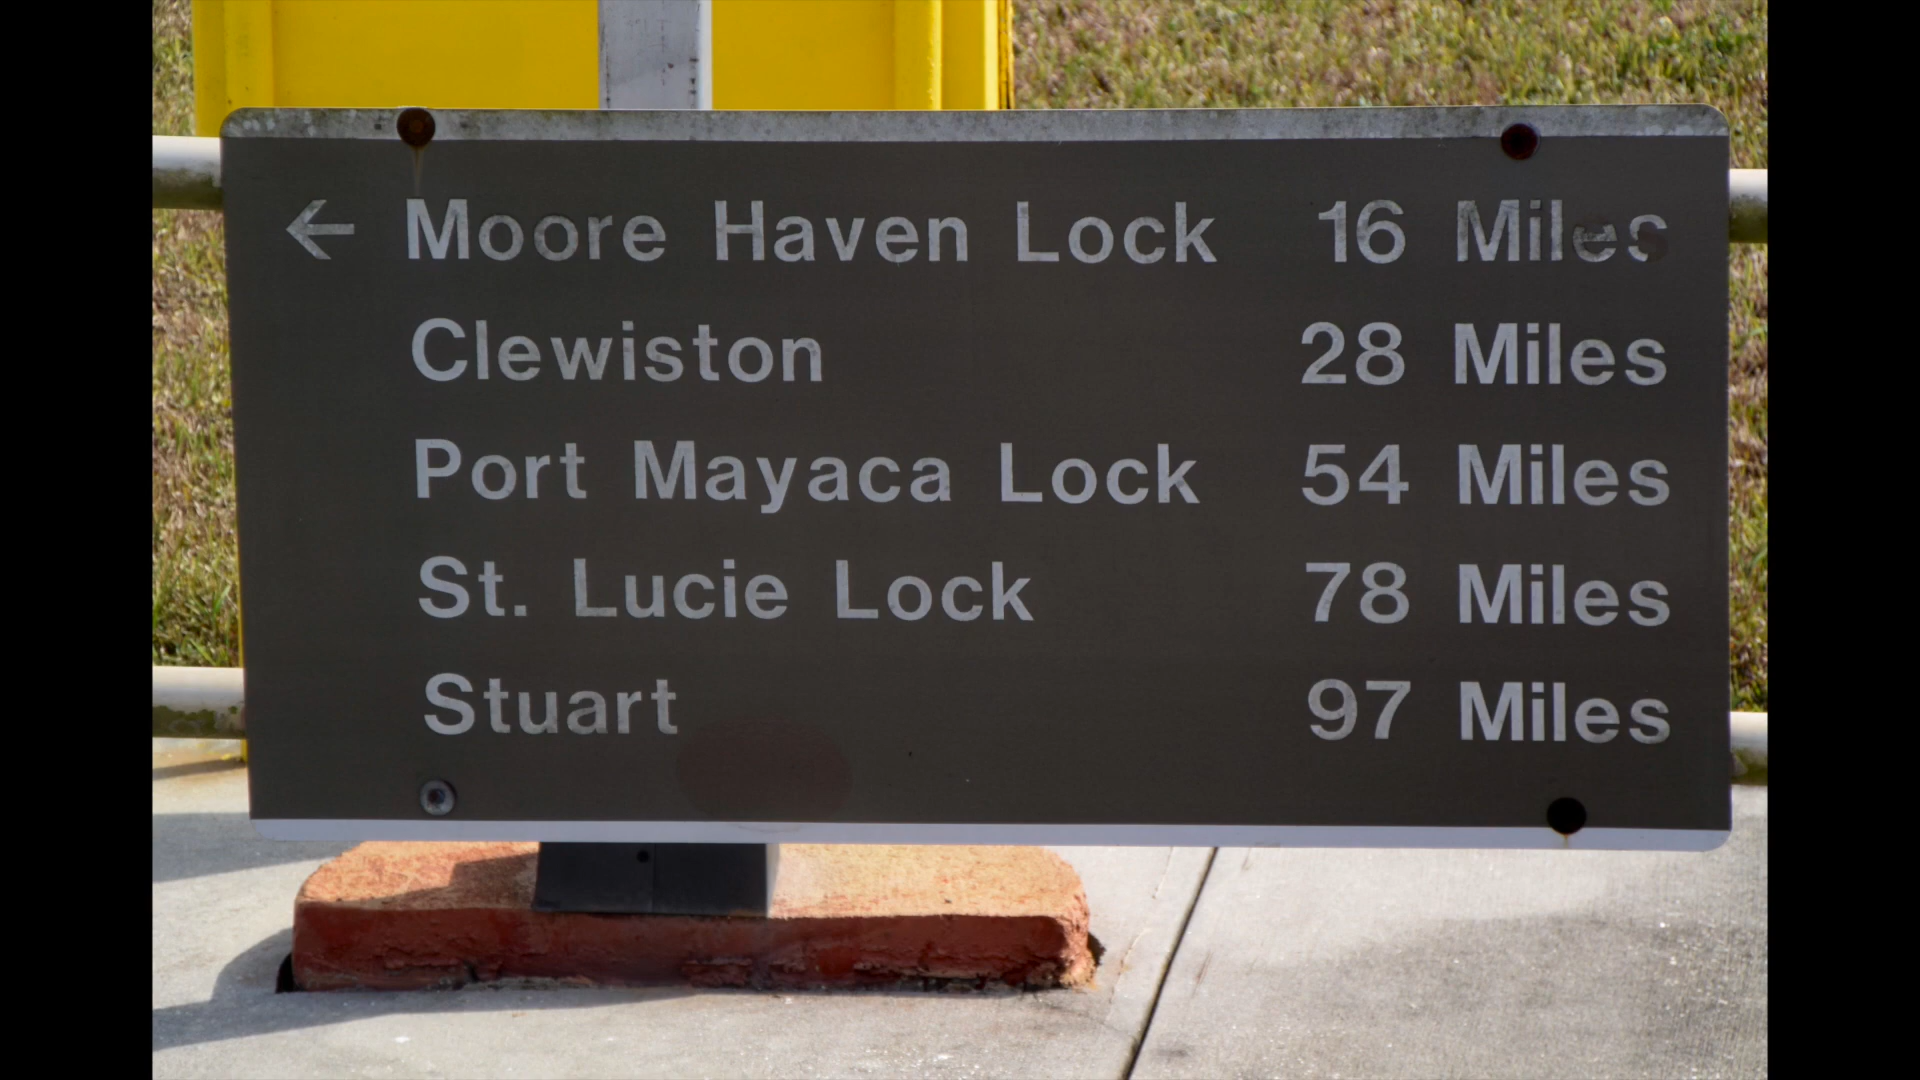 ← Moore Haven Lock 16 Miles
Clewiston 28 Miles
Port Mayaca Lock 54 Miles
St. Lucie Lock 78 Miles
Stuart 97 Miles